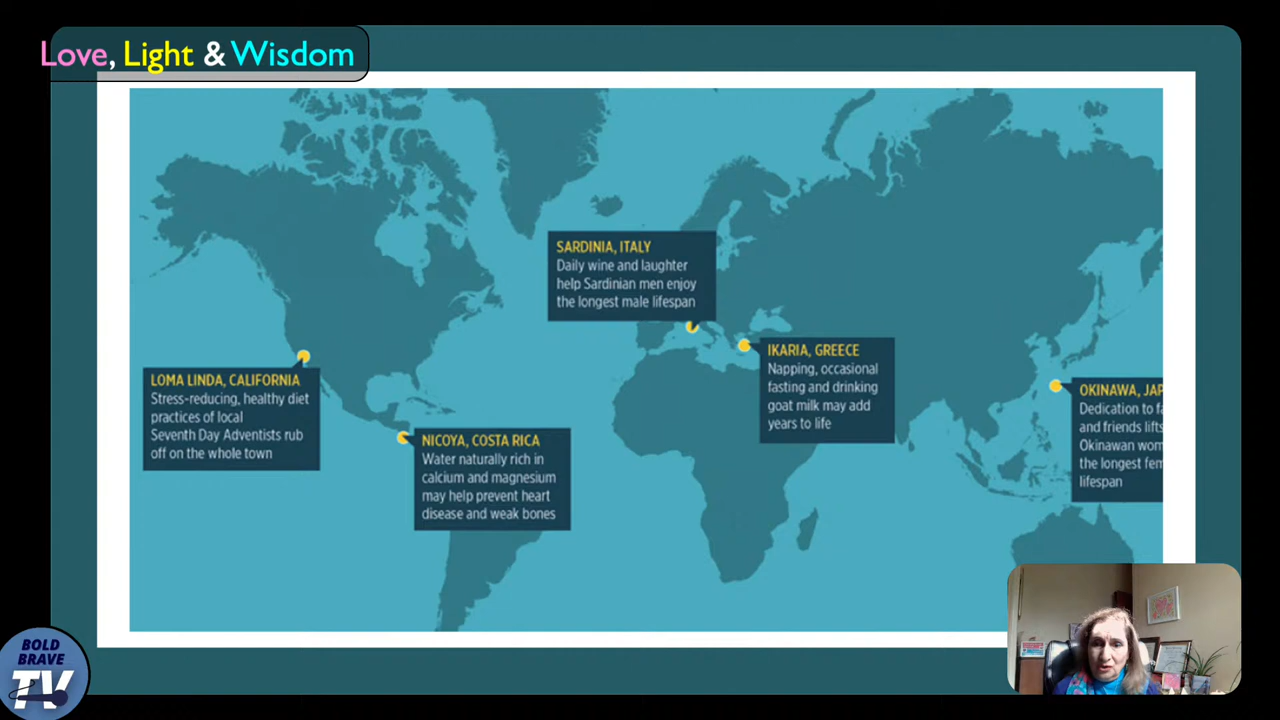 Love, Light & Wisdom
SARDINIA, ITALY
Daily wine and laughter
help Sardinian men enjoy
the longest male lifespan
IKARIA, GREECE
Napping, occasional
fasting and drinking
goat milk may add
years to life
LOMA LINDA, CALIFORNIA
Stress-reducing, healthy diet
practices of local
Seventh Day Adventists rub
off on the whole town
OKINAWA,
Dedication to
and friends lifts
Okinawan
the longest
lifespan
NICOYA, COSTA RICA
Water naturally rich in
calcium and magnesium
may help prevent heart
disease and weak bones
BOLD
BRAVE
TV